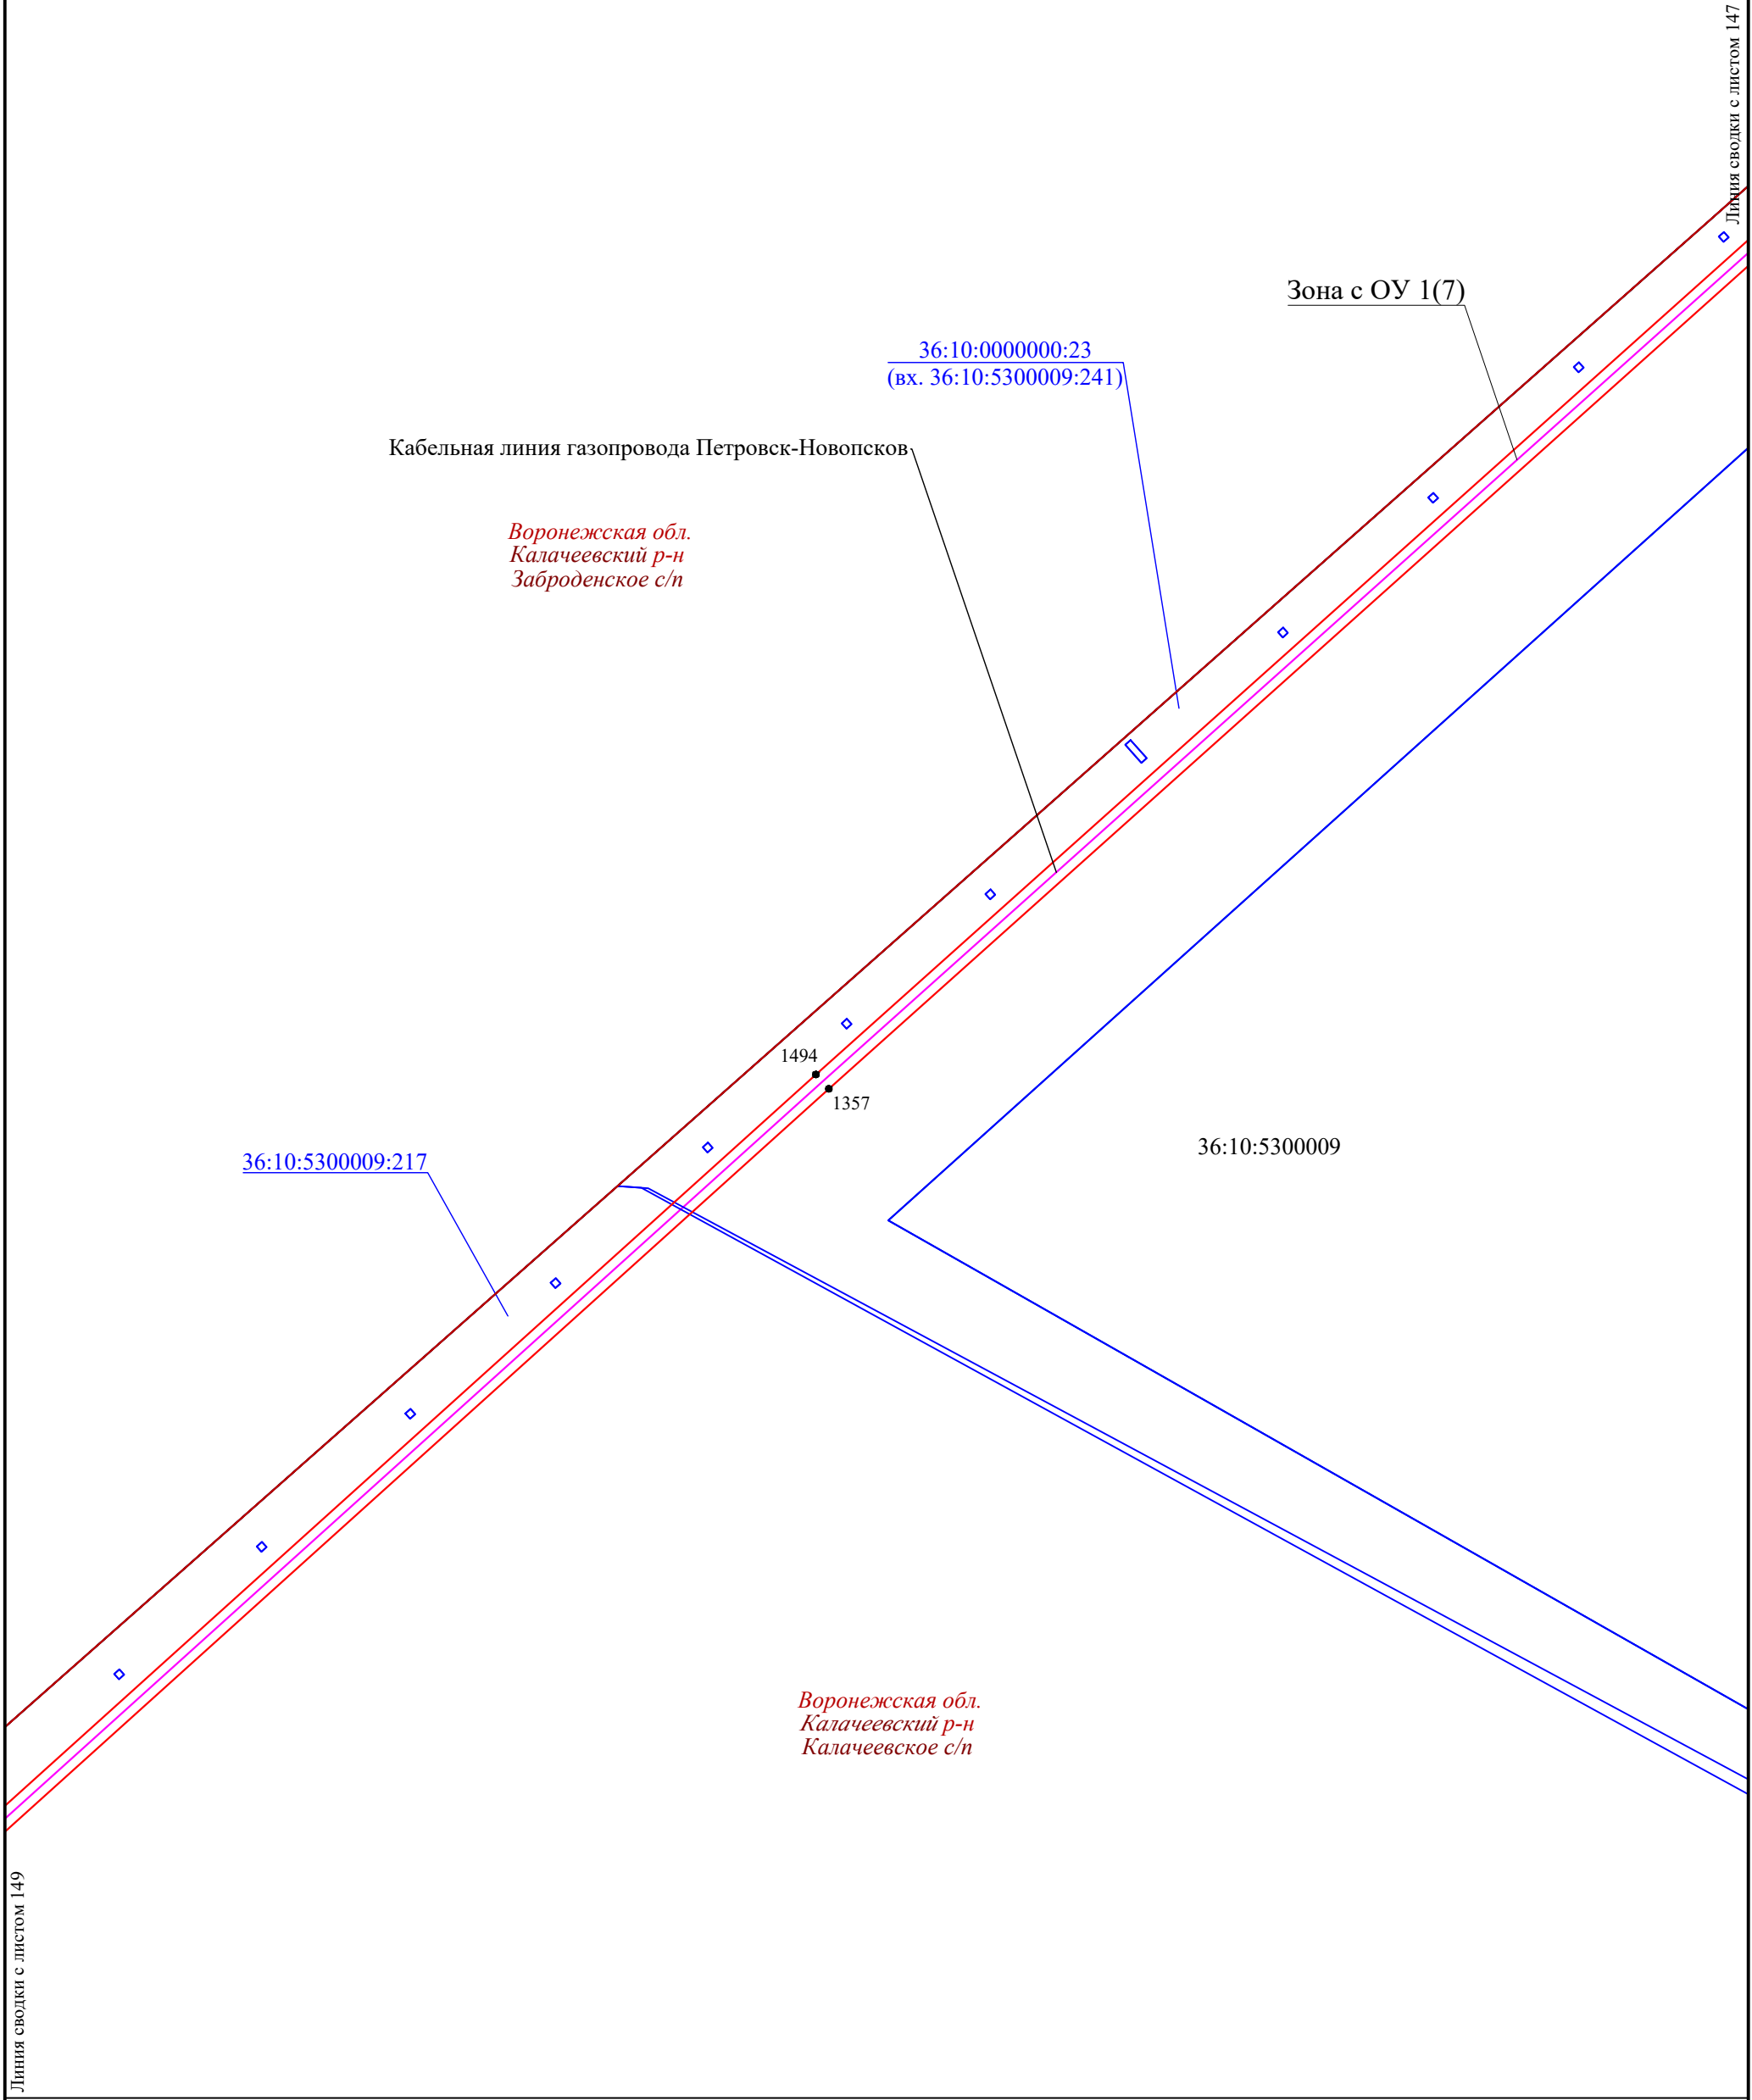 Линия сводки с листом 147
Зона с ОУ 1(7)
36:10:0000000:23
(вх. 36:10:5300009:241)
Кабельная линия газопровода Петровск-Новопсков
Воронежская обл.
Калачеевский р-н
Заброденское с/п
1494
1357
36:10:5300009
36:10:5300009:217
Воронежская обл.
Калачеевский р-н
Калачеевское с/п
Линия сводки с листом 149